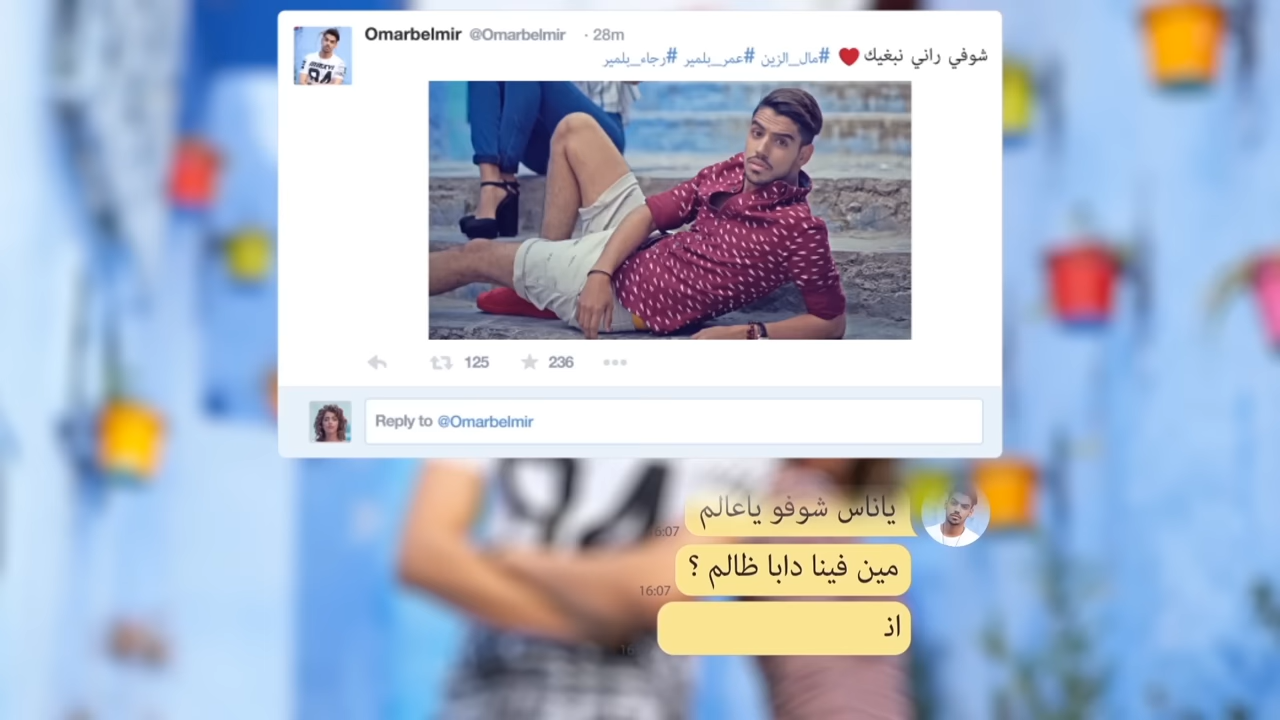 Omarbelmir @Omarbelmir · 28m
شوفي راني نبغيك ❤ #مال_الزين #عمر_بلمير #رجاء_بلمير
125 236
Reply to @Omarbelmir
ياناس شوفو ياعالم
16:07
مين فينا دابا ظالم ؟
16:07
اذ